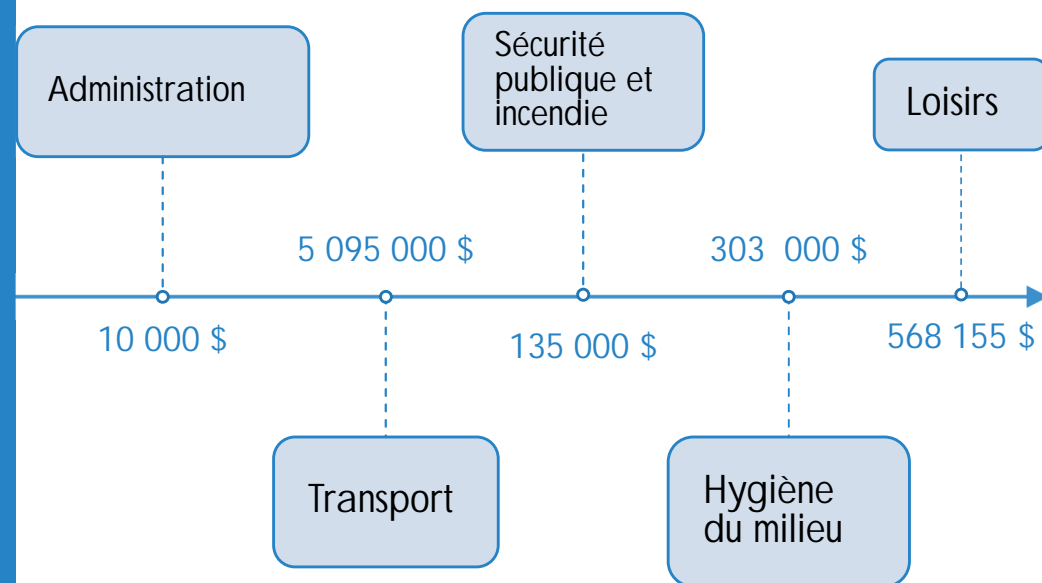 Administration
Sécurité
publique et
incendie
Loisirs
5 095 000 $
303 000 $
10 000 $
135 000 $
568 155 $
Transport
Hygiène
du milieu